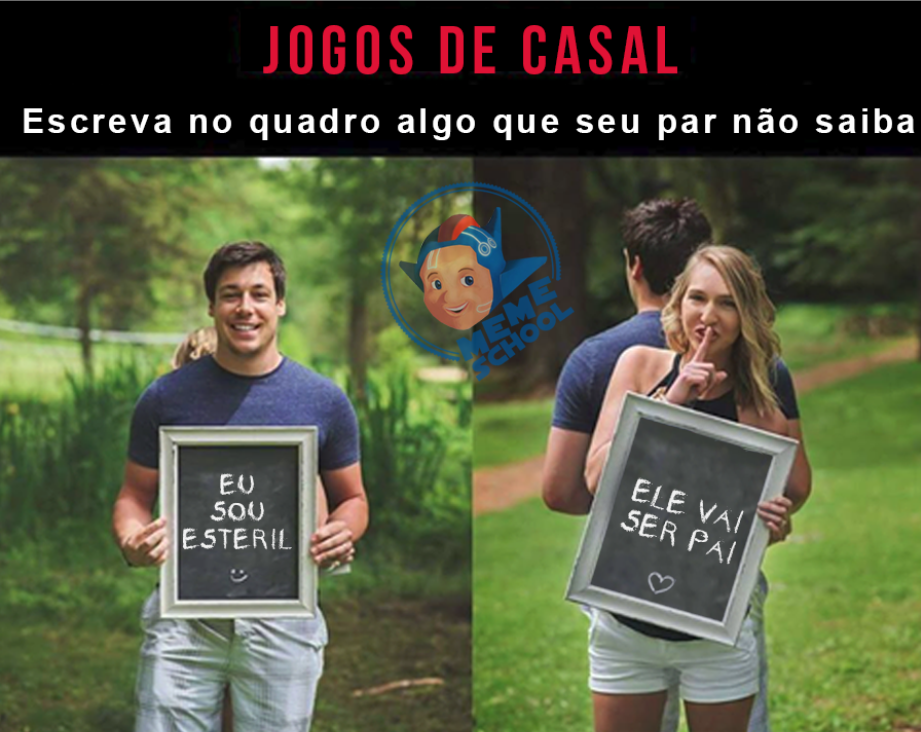 JOGOS DE CASAL
Escreva no quadro algo que seu par não saiba
MEME
SCHOOL
EU
SOU
ESTERIL
ELE VAI
SER PAI